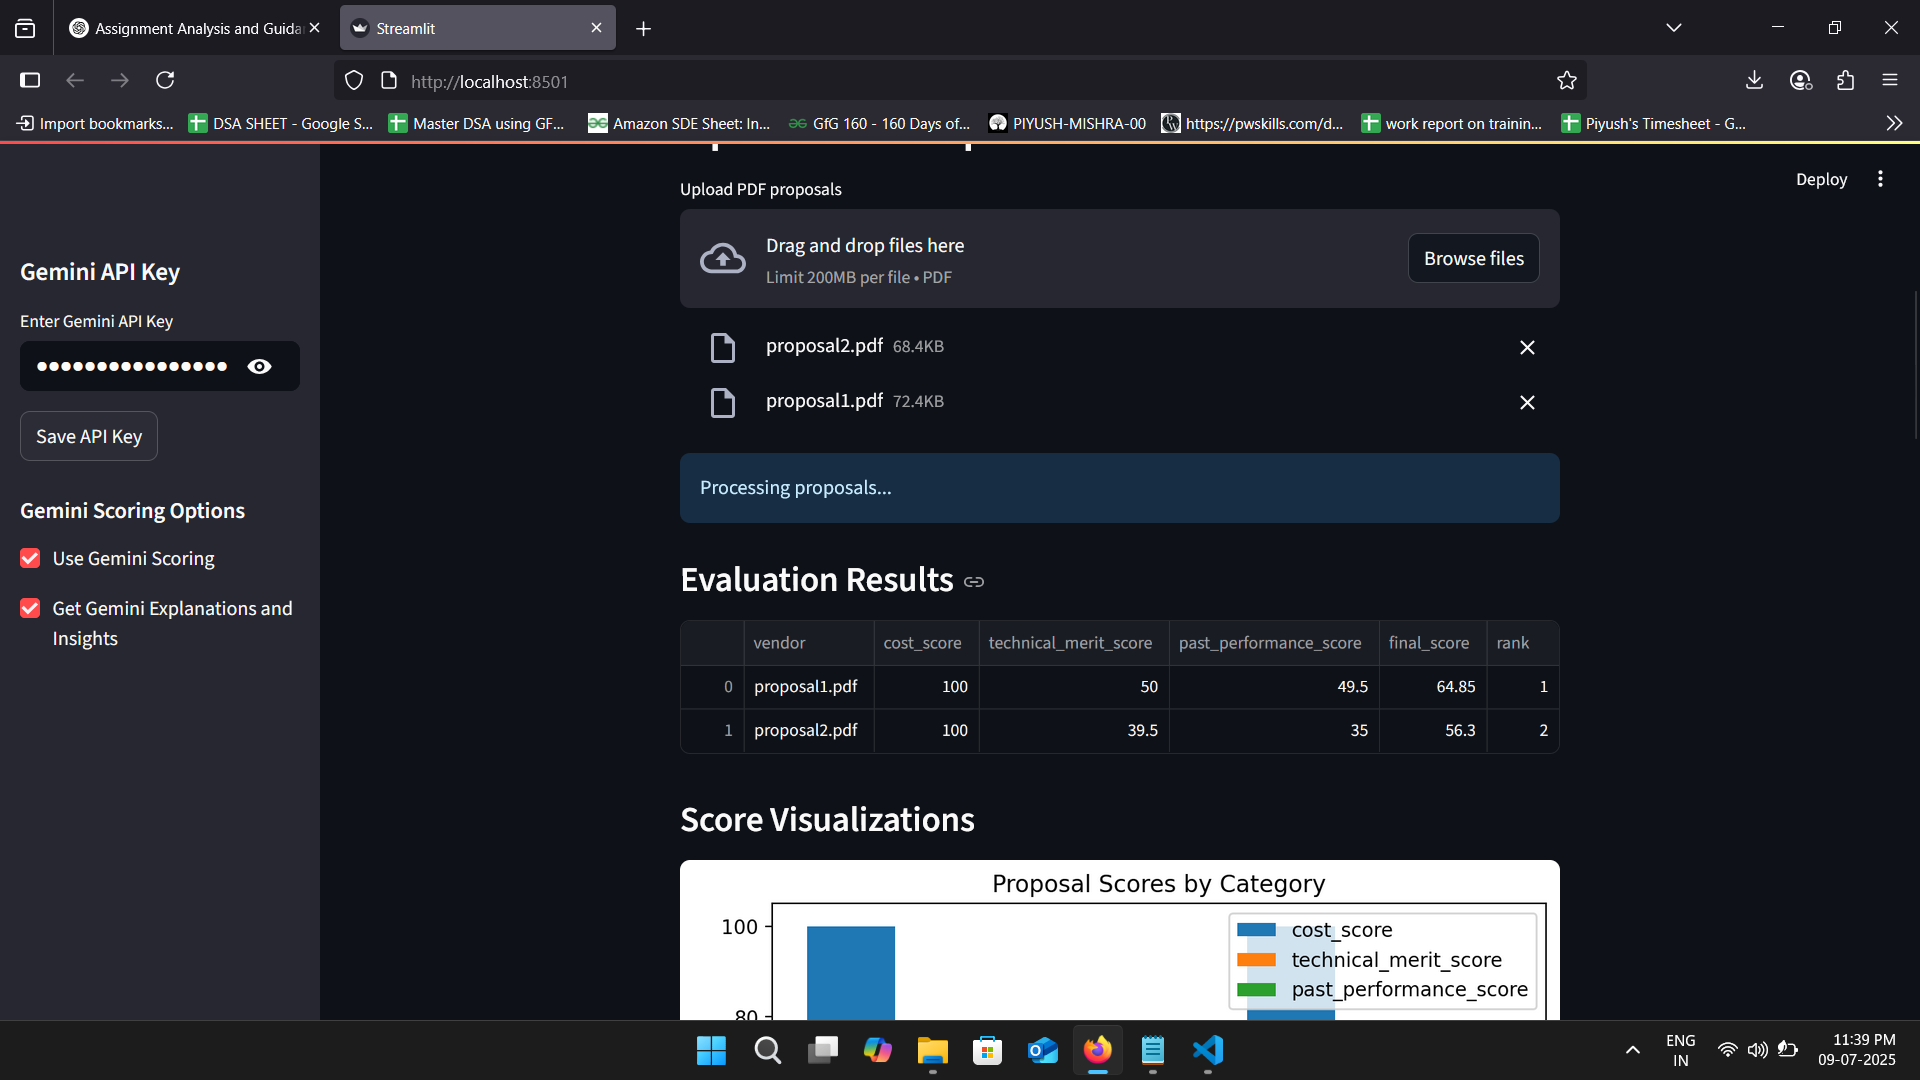 Assignment Analysis and Guida
Streamlit
http://localhost:8501
Import bookmarks...
DSA SHEET - Google S...
Master DSA using GF...
Amazon SDE Sheet: In...
GfG 160 - 160 Days of...
PIYUSH-MISHRA-00
https://pwskills.com/d...
work report on trainin...
Piyush's Timesheet - G...
Deploy
Gemini API Key
Enter Gemini API Key
Save API Key
Gemini Scoring Options
Use Gemini Scoring
Get Gemini Explanations and
Insights
Upload PDF proposals
Drag and drop files here
Limit 200MB per file • PDF
Browse files
proposal2.pdf 68.4KB
proposal1.pdf 72.4KB
Processing proposals...
Evaluation Results
vendor cost_score technical_merit_score past_performance_score final_score rank
0 proposal1.pdf 100 50 49.5 64.85 1
1 proposal2.pdf 100 39.5 35 56.3 2
Score Visualizations
Proposal Scores by Category
100
80
cost_score
technical_merit_score
past_performance_score
ENG
IN
11:39 PM
09-07-2025